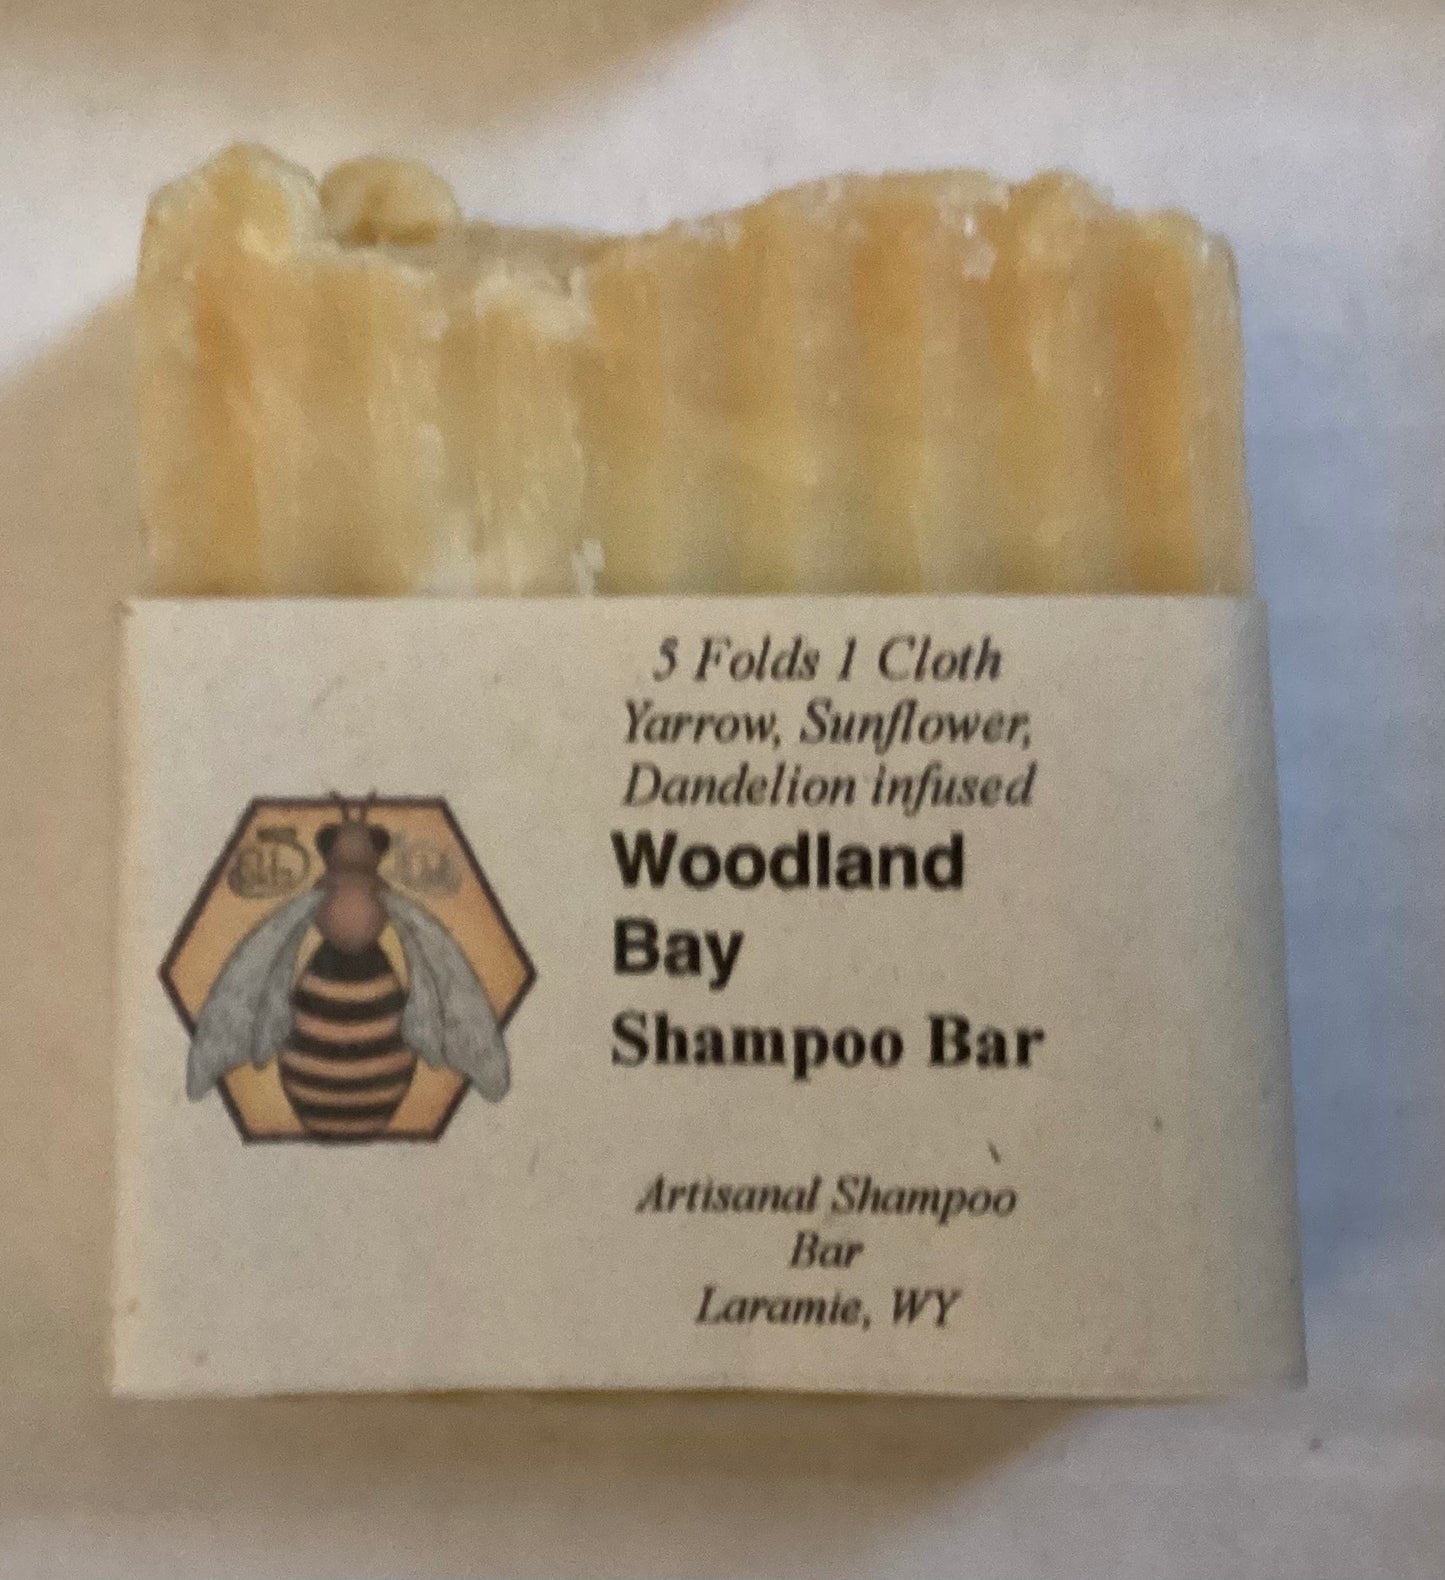 5 Folds 1 Cloth
Yarrow, Sunflower,
Dandelion infused
Woodland
Bay
Shampoo Bar
Artisanal Shampoo
Bar
Laramie, WY